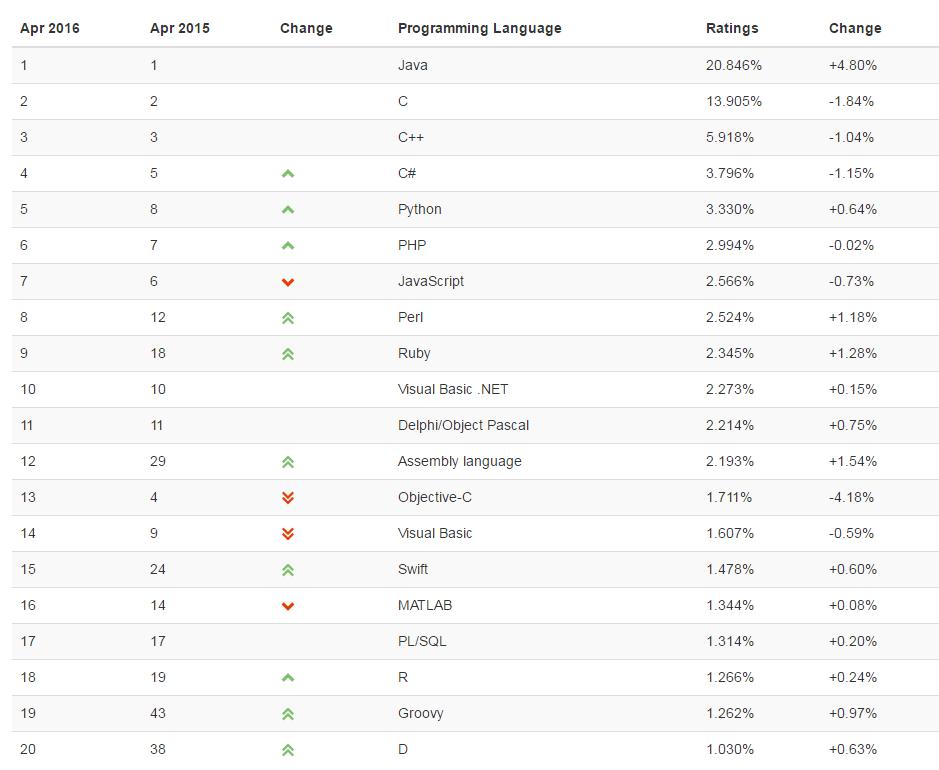 Apr 2016 Apr 2015 Change Programming Language Ratings Change
1 1 Java 20.846% +4.80%
2 2 C 13.905% -1.84%
3 3 C++ 5.918% -1.04%
4 5 C# 3.796% -1.15%
5 8 Python 3.330% +0.64%
6 7 PHP 2.994% -0.02%
7 6 JavaScript 2.566% -0.73%
8 12 Perl 2.524% +1.18%
9 18 Ruby 2.345% +1.28%
10 10 Visual Basic .NET 2.273% +0.15%
11 11 Delphi/Object Pascal 2.214% +0.75%
12 29 Assembly language 2.193% +1.54%
13 4 Objective-C 1.711% -4.18%
14 9 Visual Basic 1.607% -0.59%
15 24 Swift 1.478% +0.60%
16 14 MATLAB 1.344% +0.08%
17 17 PL/SQL 1.314% +0.20%
18 19 R 1.266% +0.24%
19 43 Groovy 1.262% +0.97%
20 38 D 1.030% +0.63%